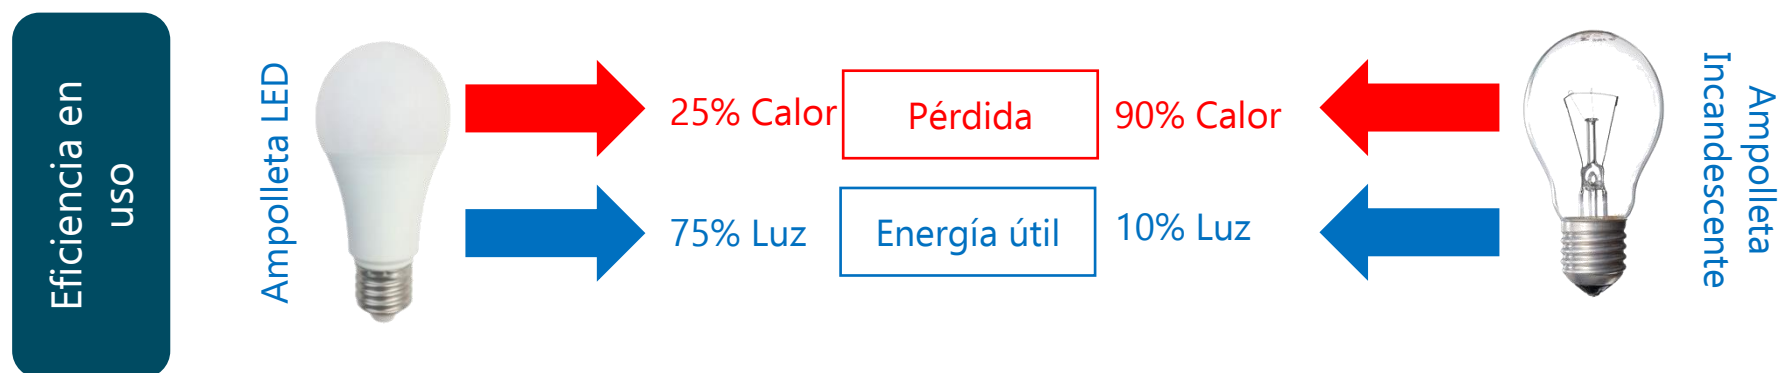 Eficiencia en
uso
Ampolleta LED
25% Calor
Pérdida
90% Calor
75% Luz
Energía útil
10% Luz
Ampolleta
Incandescente